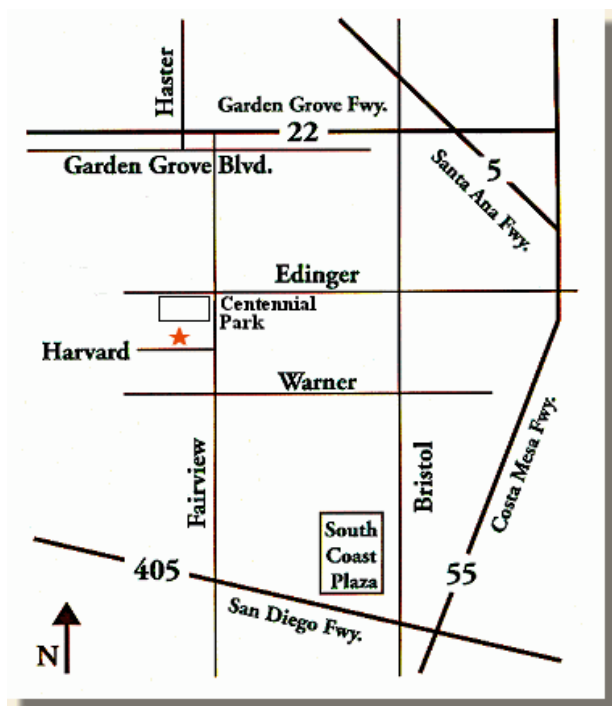 Haster
Garden Grove Fwy.
22
Garden Grove Blvd.
5
Santa Ana Fwy.
Edinger
Centennial
Park
Harvard
Warner
Fairview
Bristol
Costa Mesa Fwy.
South
Coast
Plaza
405
55
San Diego Fwy.
N